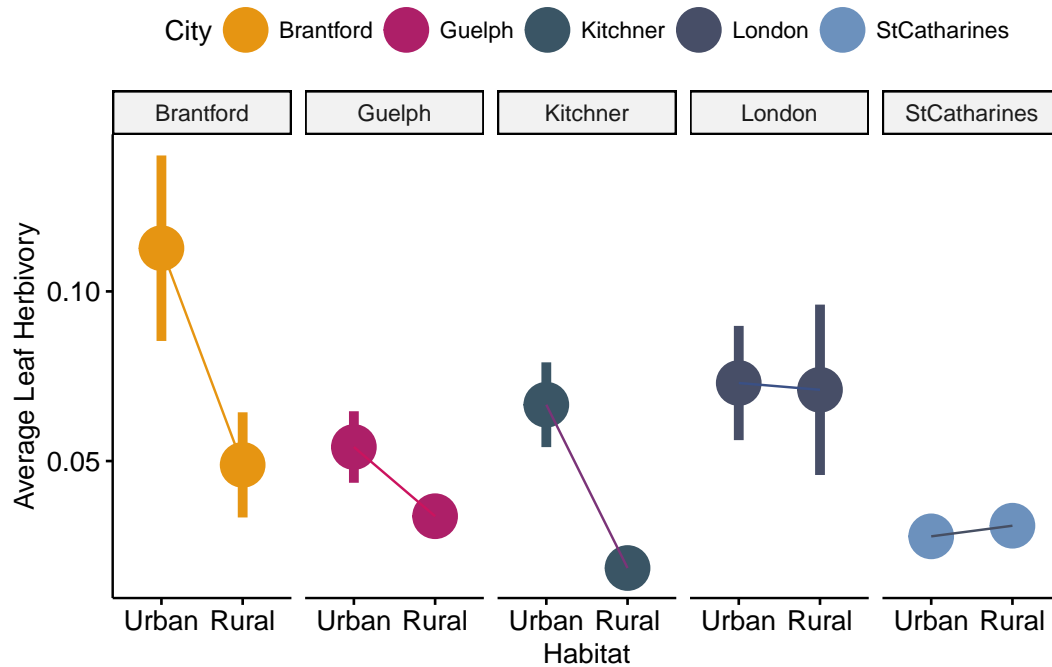 City Brantford Guelph Kitchner London StCatharines
Brantford Guelph Kitchner London StCatharines
Average Leaf Herbivory
0.10
0.05
Urban Rural Urban Rural Urban Rural Urban Rural Urban Rural
Habitat